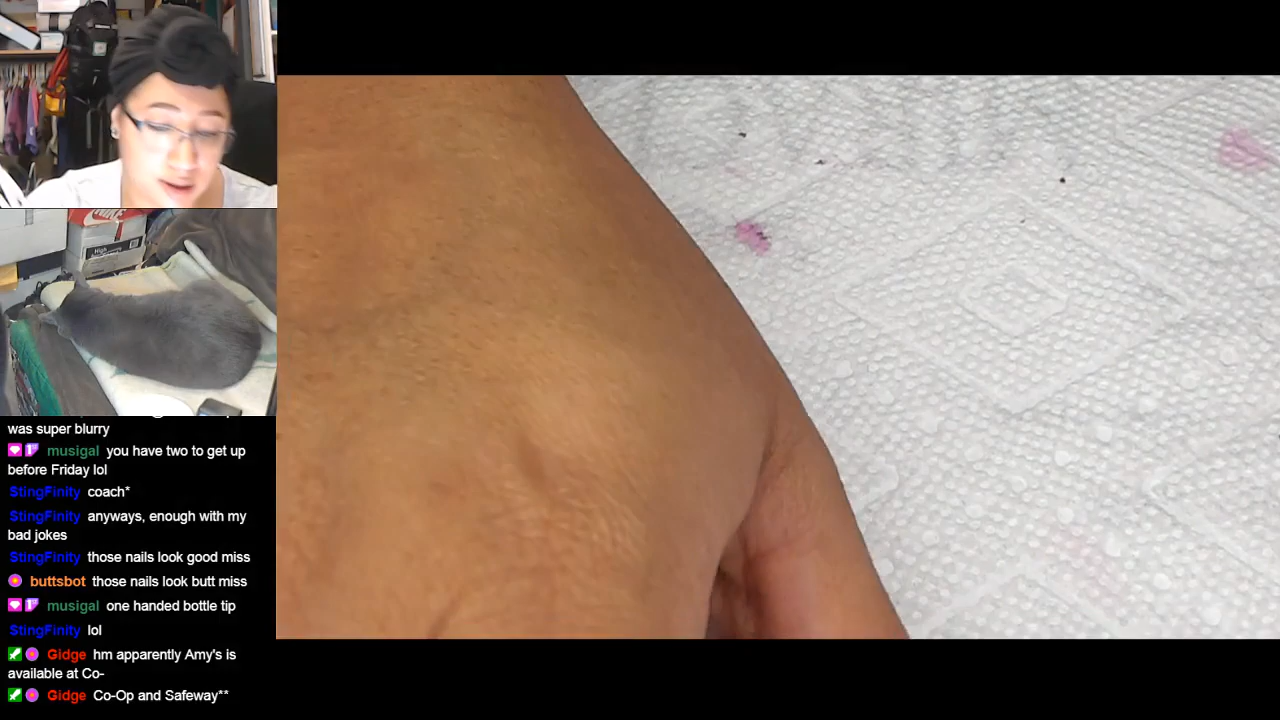 was super blurry
musigal you have two to get up
before Friday lol
StingFinity coach*
StingFinity anyways, enough with my
bad jokes
StingFinity those nails look good miss
buttsbot those nails look butt miss
musigal one handed bottle tip
StingFinity lol
Gidge hm apparently Amy's is
available at Co-
Gidge Co-Op and Safeway**